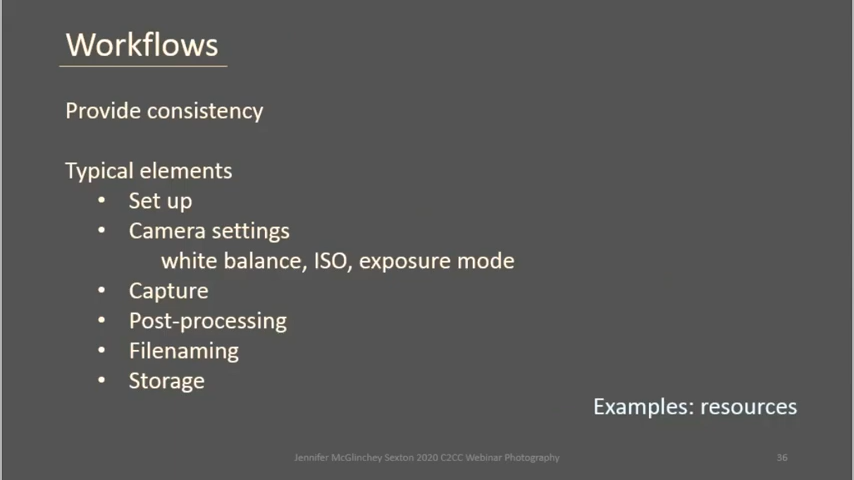 Workflows
Provide consistency
Typical elements
• Set up
• Camera settings
white balance, ISO, exposure mode
• Capture
• Post-processing
• Filenaming
• Storage
Examples: resources
Jennifer McGlinchey Sexton 2020 C2CC Webinar Photography
36